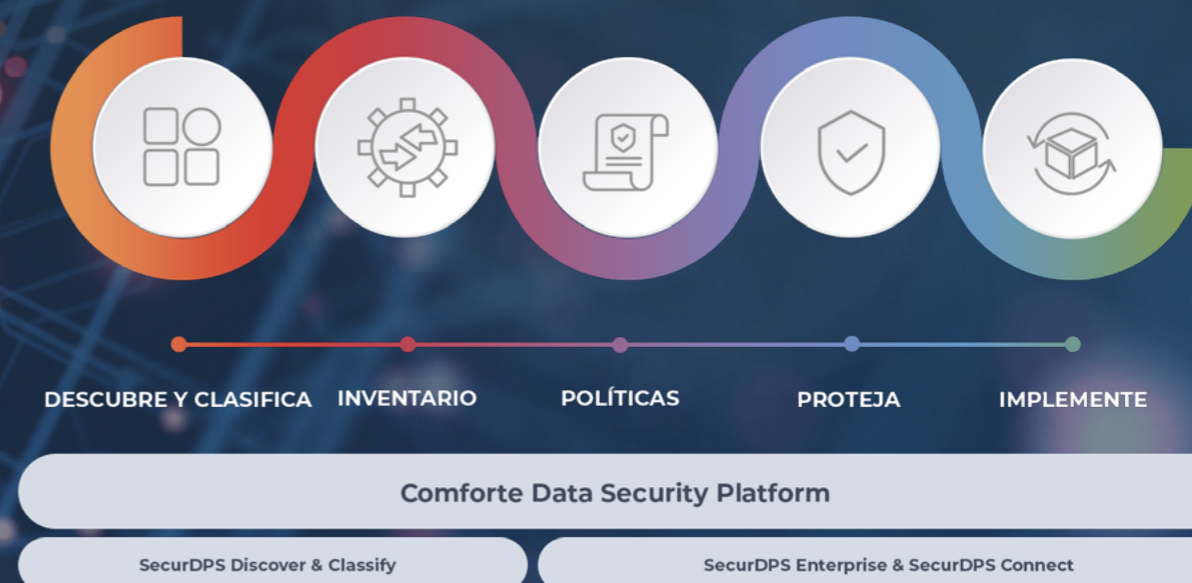 DESCUBRE Y CLASIFICA
INVENTARIO
POLÍTICAS
PROTEJA
IMPLEMENTE
Comforte Data Security Platform
SecurDPS Discover & Classify
SecurDPS Enterprise & SecurDPS Connect